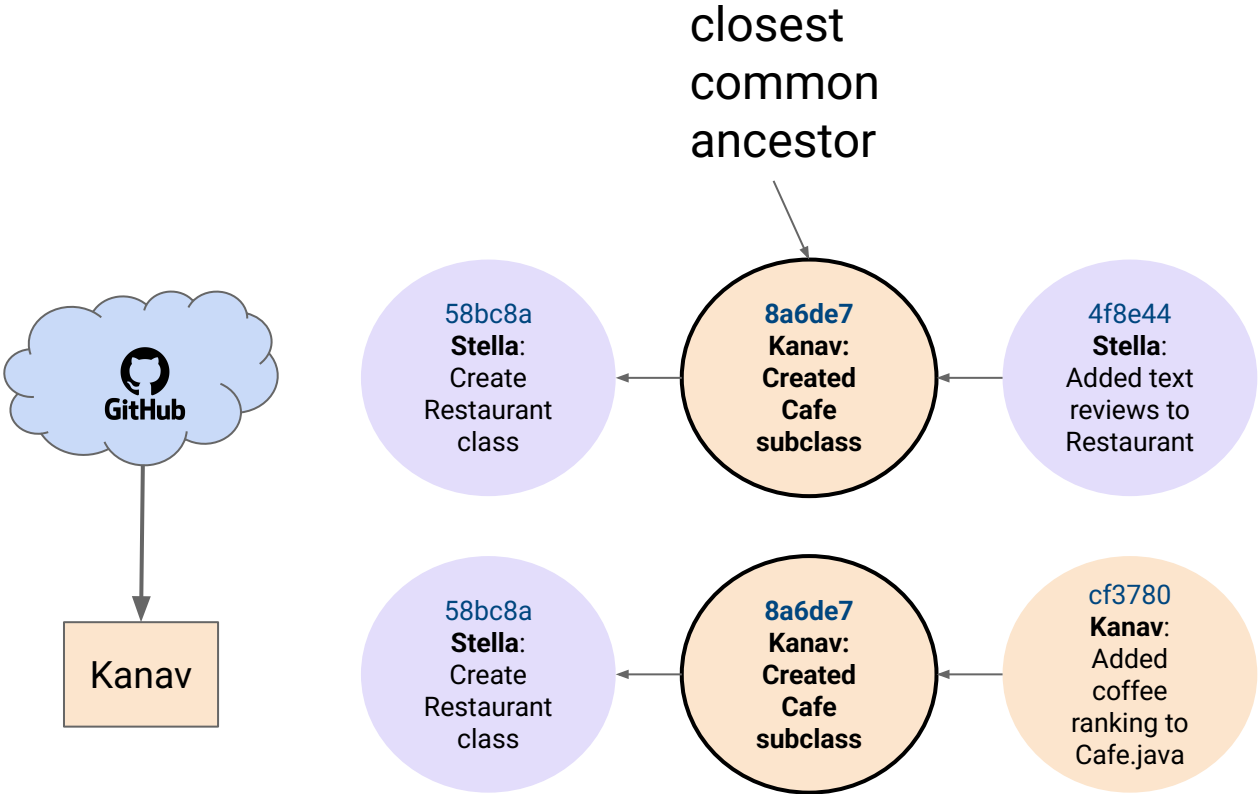 closest
common
ancestor
GitHub
58bc8a
Stella:
Create
Restaurant
class
8a6de7
Kanav:
Created
Cafe
subclass
4f8e44
Stella:
Added text
reviews to
Restaurant
Kanav
58bc8a
Stella:
Create
Restaurant
class
8a6de7
Kanav:
Created
Cafe
subclass
cf3780
Kanav:
Added
coffee
ranking to
Cafe.java